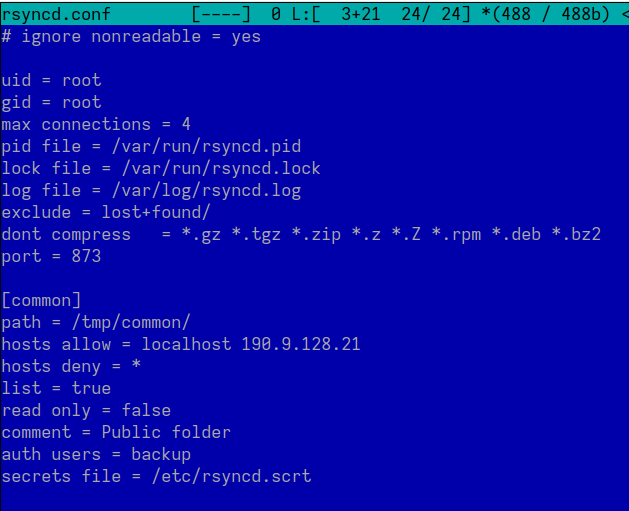 rsyncd.conf [----] 0 L:[ 3+21 24/ 24] *(488 / 488b) <
# ignore nonreadable = yes
uid = root
gid = root
max connections = 4
pid file = /var/run/rsyncd.pid
lock file = /var/run/rsyncd.lock
log file = /var/log/rsyncd.log
exclude = lost+found/
dont compress   = *.gz *.tgz *.zip *.z *.Z *.rpm *.deb *.bz2
port = 873
[common]
path = /tmp/common/
hosts allow = localhost 190.9.128.21
hosts deny = *
list = true
read only = false
comment = Public folder
auth users = backup
secrets file = /etc/rsyncd.scrt